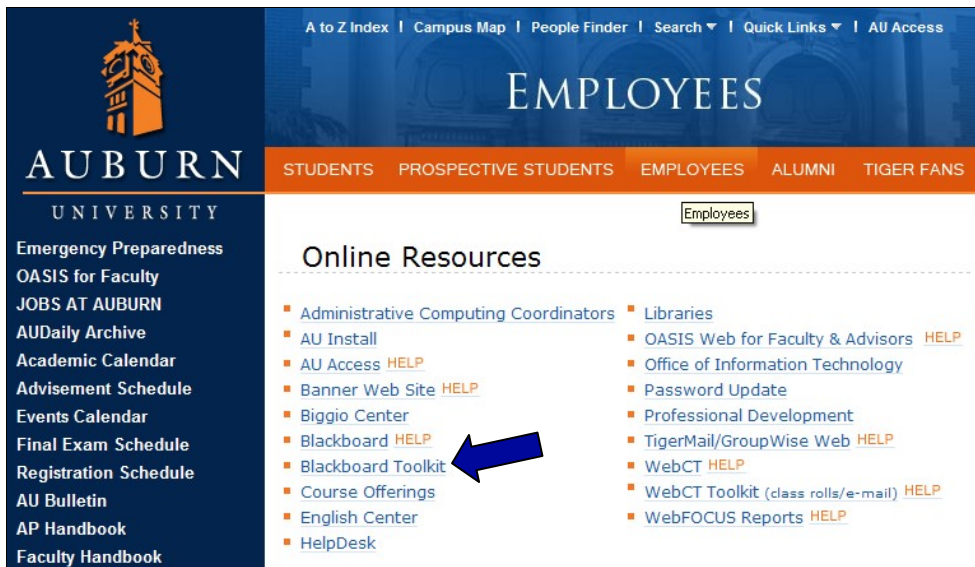 A to Z Index | Campus Map | People Finder | Search ▾ | Quick Links ▾ | AU Access
EMPLOYEES
AUBURN
UNIVERSITY
STUDENTS PROSPECTIVE STUDENTS EMPLOYEES ALUMNI TIGER FANS
Employees
Emergency Preparedness
OASIS for Faculty
JOBS AT AUBURN
AUDaily Archive
Academic Calendar
Advisement Schedule
Events Calendar
Final Exam Schedule
Registration Schedule
AU Bulletin
AP Handbook
Faculty Handbook
Online Resources
Administrative Computing Coordinators
AU Install
AU Access HELP
Banner Web Site HELP
Biggio Center
Blackboard HELP
Blackboard Toolkit
Course Offerings
English Center
HelpDesk
Libraries
OASIS Web for Faculty & Advisors HELP
Office of Information Technology
Password Update
Professional Development
TigerMail/GroupWise Web HELP
WebCT HELP
WebCT Toolkit (class rolls/e-mail) HELP
WebFOCUS Reports HELP